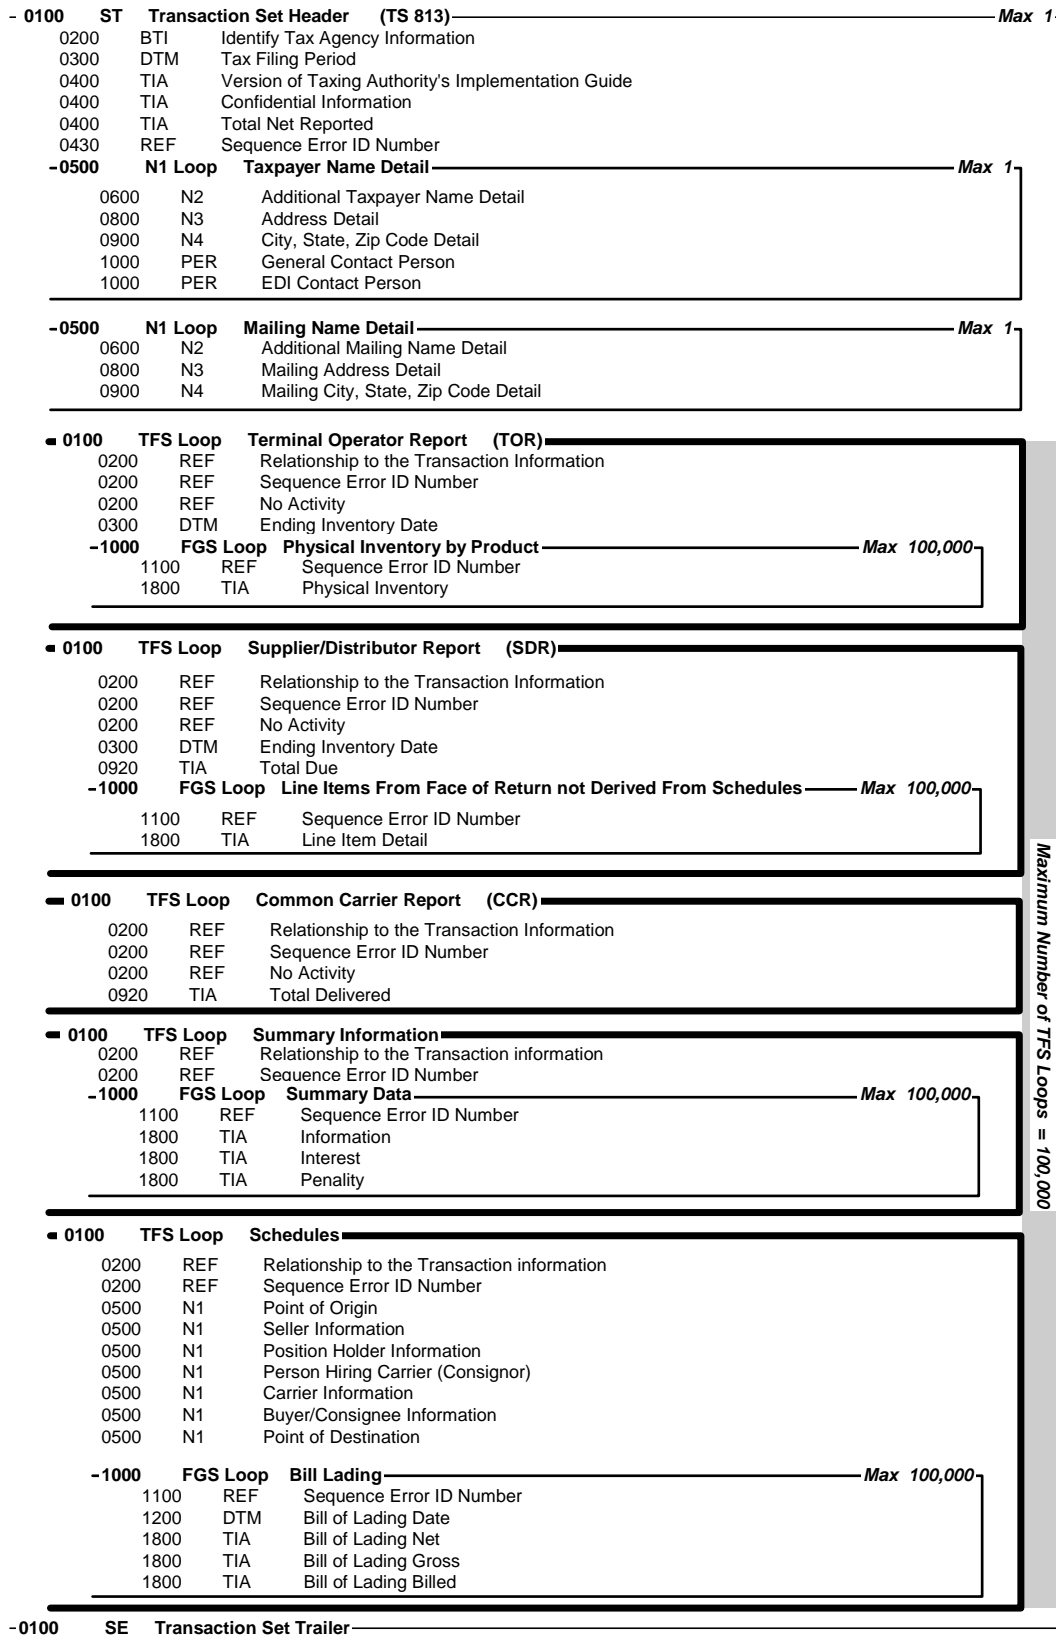 0100 ST Transaction Set Header (TS 813) Max 1
0200 BTI Identify Tax Agency Information
0300 DTM Tax Filing Period
0400 TIA Version of Taxing Authority's Implementation Guide
0400 TIA Confidential Information
0400 TIA Total Net Reported
0430 REF Sequence Error ID Number
0500 N1 Loop Taxpayer Name Detail Max 1
0600 N2 Additional Taxpayer Name Detail
0800 N3 Address Detail
0900 N4 City, State, Zip Code Detail
1000 PER General Contact Person
1000 PER EDI Contact Person
0500 N1 Loop Mailing Name Detail Max 1
0600 N2 Additional Mailing Name Detail
0800 N3 Mailing Address Detail
0900 N4 Mailing City, State, Zip Code Detail
0100 TFS Loop Terminal Operator Report (TOR)
0200 REF Relationship to the Transaction Information
0200 REF Sequence Error ID Number
0200 REF No Activity
0300 DTM Ending Inventory Date
1000 FGS Loop Physical Inventory by Product Max 100,000
1100 REF Sequence Error ID Number
1800 TIA Physical Inventory
0100 TFS Loop Supplier/Distributor Report (SDR)
0200 REF Relationship to the Transaction Information
0200 REF Sequence Error ID Number
0200 REF No Activity
0300 DTM Ending Inventory Date
0920 TIA Total Due
1000 FGS Loop Line Items From Face of Return not Derived From Schedules Max 100,000
1100 REF Sequence Error ID Number
1800 TIA Line Item Detail
0100 TFS Loop Common Carrier Report (CCR)
0200 REF Relationship to the Transaction Information
0200 REF Sequence Error ID Number
0200 REF No Activity
0920 TIA Total Delivered
0100 TFS Loop Summary Information
0200 REF Relationship to the Transaction information
0200 REF Sequence Error ID Number
1000 FGS Loop Summary Data Max 100,000
1100 REF Sequence Error ID Number
1800 TIA Information
1800 TIA Interest
1800 TIA Penality
0100 TFS Loop Schedules
0200 REF Relationship to the Transaction information
0200 REF Sequence Error ID Number
0500 N1 Point of Origin
0500 N1 Seller Information
0500 N1 Position Holder Information
0500 N1 Person Hiring Carrier (Consignor)
0500 N1 Carrier Information
0500 N1 Buyer/Consignee Information
0500 N1 Point of Destination
1000 FGS Loop Bill Lading Max 100,000
1100 REF Sequence Error ID Number
1200 DTM Bill of Lading Date
1800 TIA Bill of Lading Net
1800 TIA Bill of Lading Gross
1800 TIA Bill of Lading Billed
0100 SE Transaction Set Trailer
Maximum Number of TFS Loops = 100,000